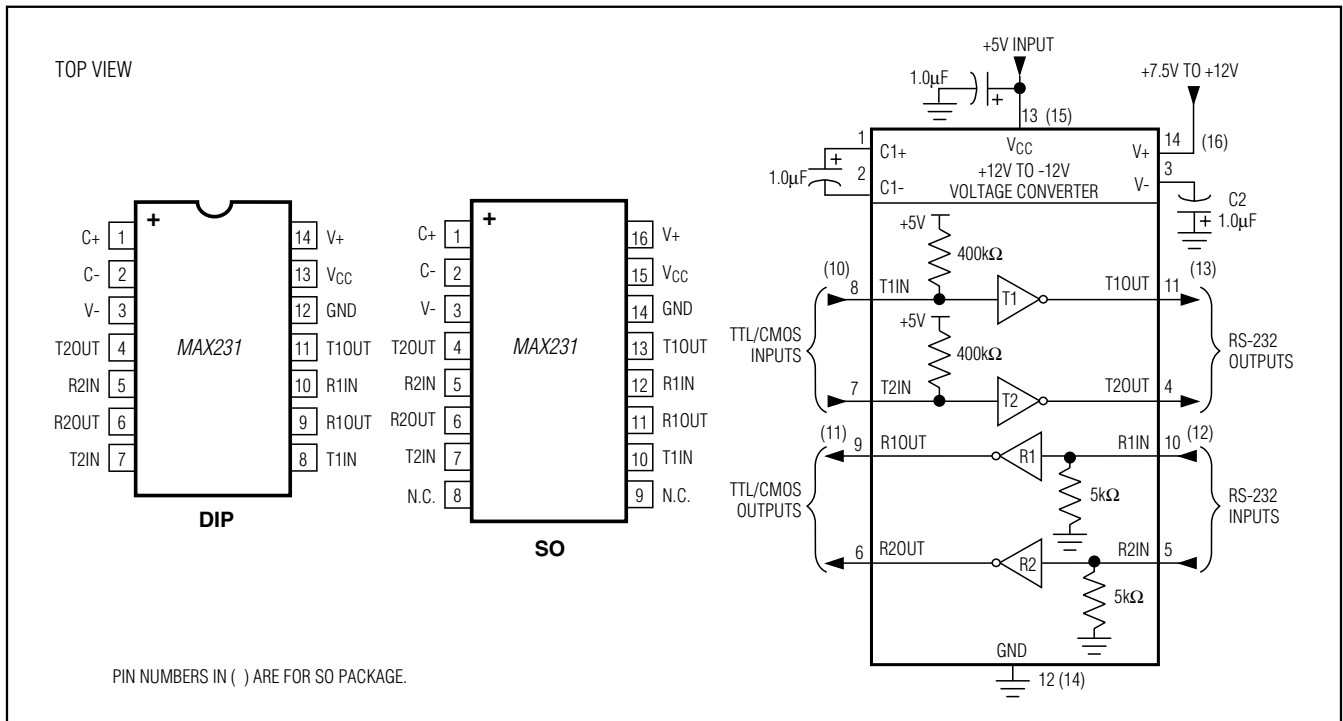 TOP VIEW
+
C+ 1
C- 2
V- 3
T2OUT 4
R2IN 5
R2OUT 6
T2IN 7
MAX231
14 V+
13 VCC
12 GND
11 T1OUT
10 R1IN
9 R1OUT
8 T1IN
DIP
+
C+ 1
C- 2
V- 3
T2OUT 4
R2IN 5
R2OUT 6
T2IN 7
N.C. 8
MAX231
16 V+
15 VCC
14 GND
13 T1OUT
12 R1IN
11 R1OUT
10 T1IN
9 N.C.
SO
+5V INPUT
1.0µF
+
+7.5V TO +12V
13 (15)
VCC
1
C1+
+
1.0µF
2
C1-
+12V TO -12V
VOLTAGE CONVERTER
14 (16)
V+
3
V-
C2
1.0µF
+
+5V
400kΩ
(10)
8 T1IN
T1
T1OUT 11
(13)
+5V
400kΩ
TTL/CMOS
INPUTS
RS-232
OUTPUTS
7 T2IN
T2
T2OUT 4
(11)
9 R1OUT
R1
R1IN 10
(12)
5kΩ
TTL/CMOS
OUTPUTS
RS-232
INPUTS
6 R2OUT
R2
R2IN 5
5kΩ
GND
12 (14)
PIN NUMBERS IN ( ) ARE FOR SO PACKAGE.